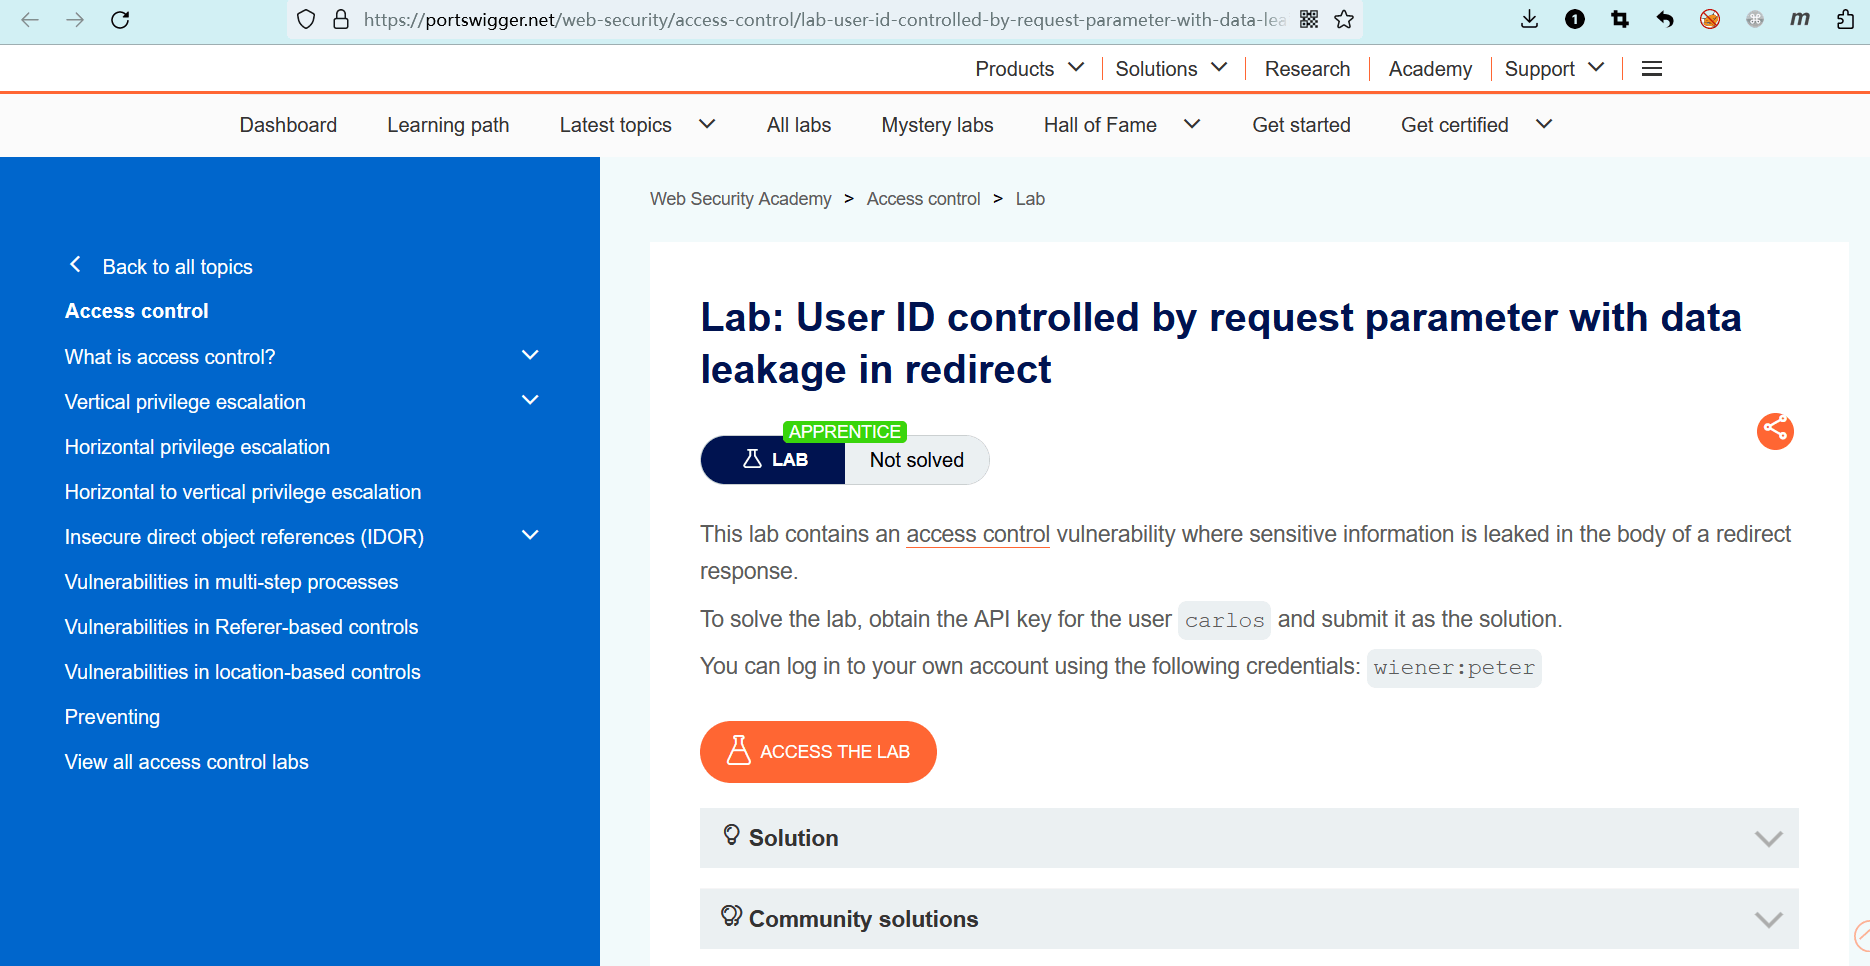 https://portswigger.net/web-security/access-control/lab-user-id-controlled-by-request-parameter-with-data-lea
1
m
Products
Solutions
Research
Academy
Support
Dashboard
Learning path
Latest topics
All labs
Mystery labs
Hall of Fame
Get started
Get certified
Back to all topics
Access control
What is access control?
Vertical privilege escalation
Horizontal privilege escalation
Horizontal to vertical privilege escalation
Insecure direct object references (IDOR)
Vulnerabilities in multi-step processes
Vulnerabilities in Referer-based controls
Vulnerabilities in location-based controls
Preventing
View all access control labs
Web Security Academy > Access control > Lab
Lab: User ID controlled by request parameter with data
leakage in redirect
APPRENTICE
LAB
Not solved
This lab contains an access control vulnerability where sensitive information is leaked in the body of a redirect
response.
To solve the lab, obtain the API key for the user carlos and submit it as the solution.
You can log in to your own account using the following credentials: wiener:peter
ACCESS THE LAB
Solution
Community solutions